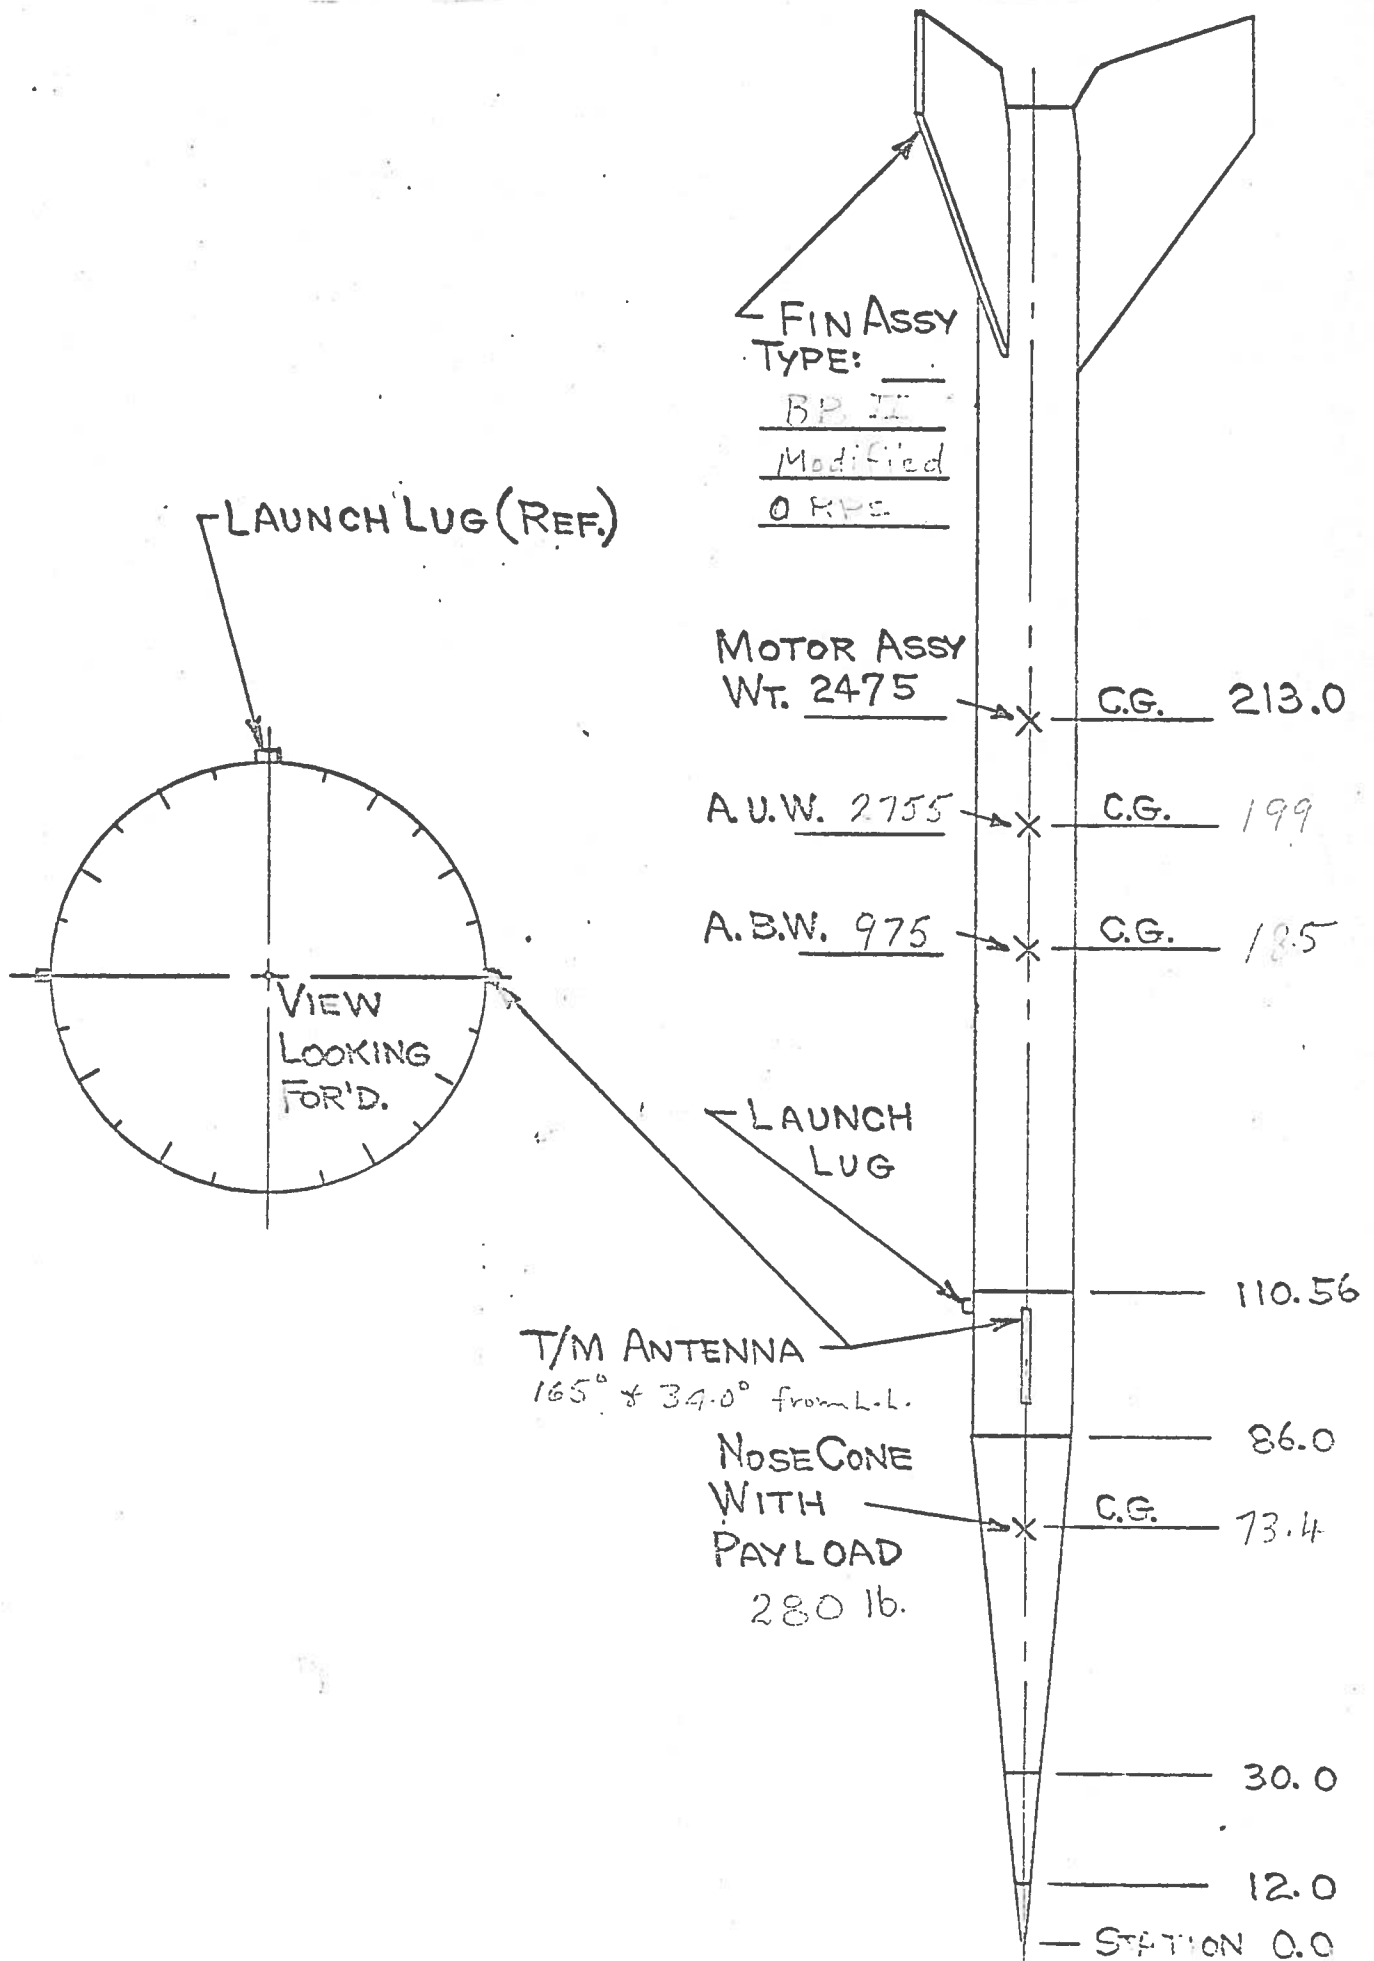 FIN ASSY
TYPE:
BP II
Modified
0 RPS
LAUNCH LUG (REF.)
MOTOR ASSY
WT. 2475
C.G. 213.0
A.U.W. 2755
C.G. 199
A.B.W. 975
C.G. 185
VIEW
LOOKING
FOR'D.
LAUNCH
LUG
110.56
T/M ANTENNA
165° & from L.L.
86.0
NOSE CONE
WITH
PAYLOAD
280 lb.
C.G. 73.4
30.0
12.0
STATION 0.0